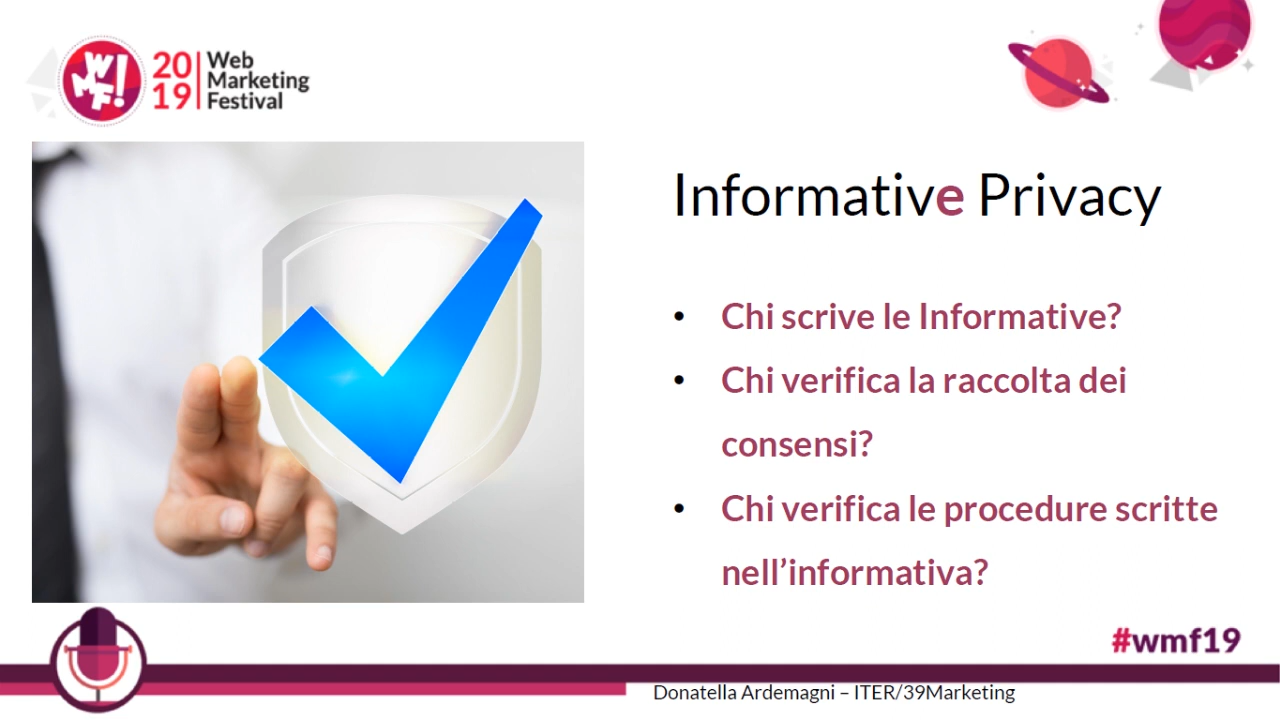 WMF!
20
19
Web
Marketing
Festival
Informative Privacy
• Chi scrive le Informative?
• Chi verifica la raccolta dei
consensi?
• Chi verifica le procedure scritte
nell’informativa?
#wmf19
Donatella Ardemagni – ITER/39Marketing